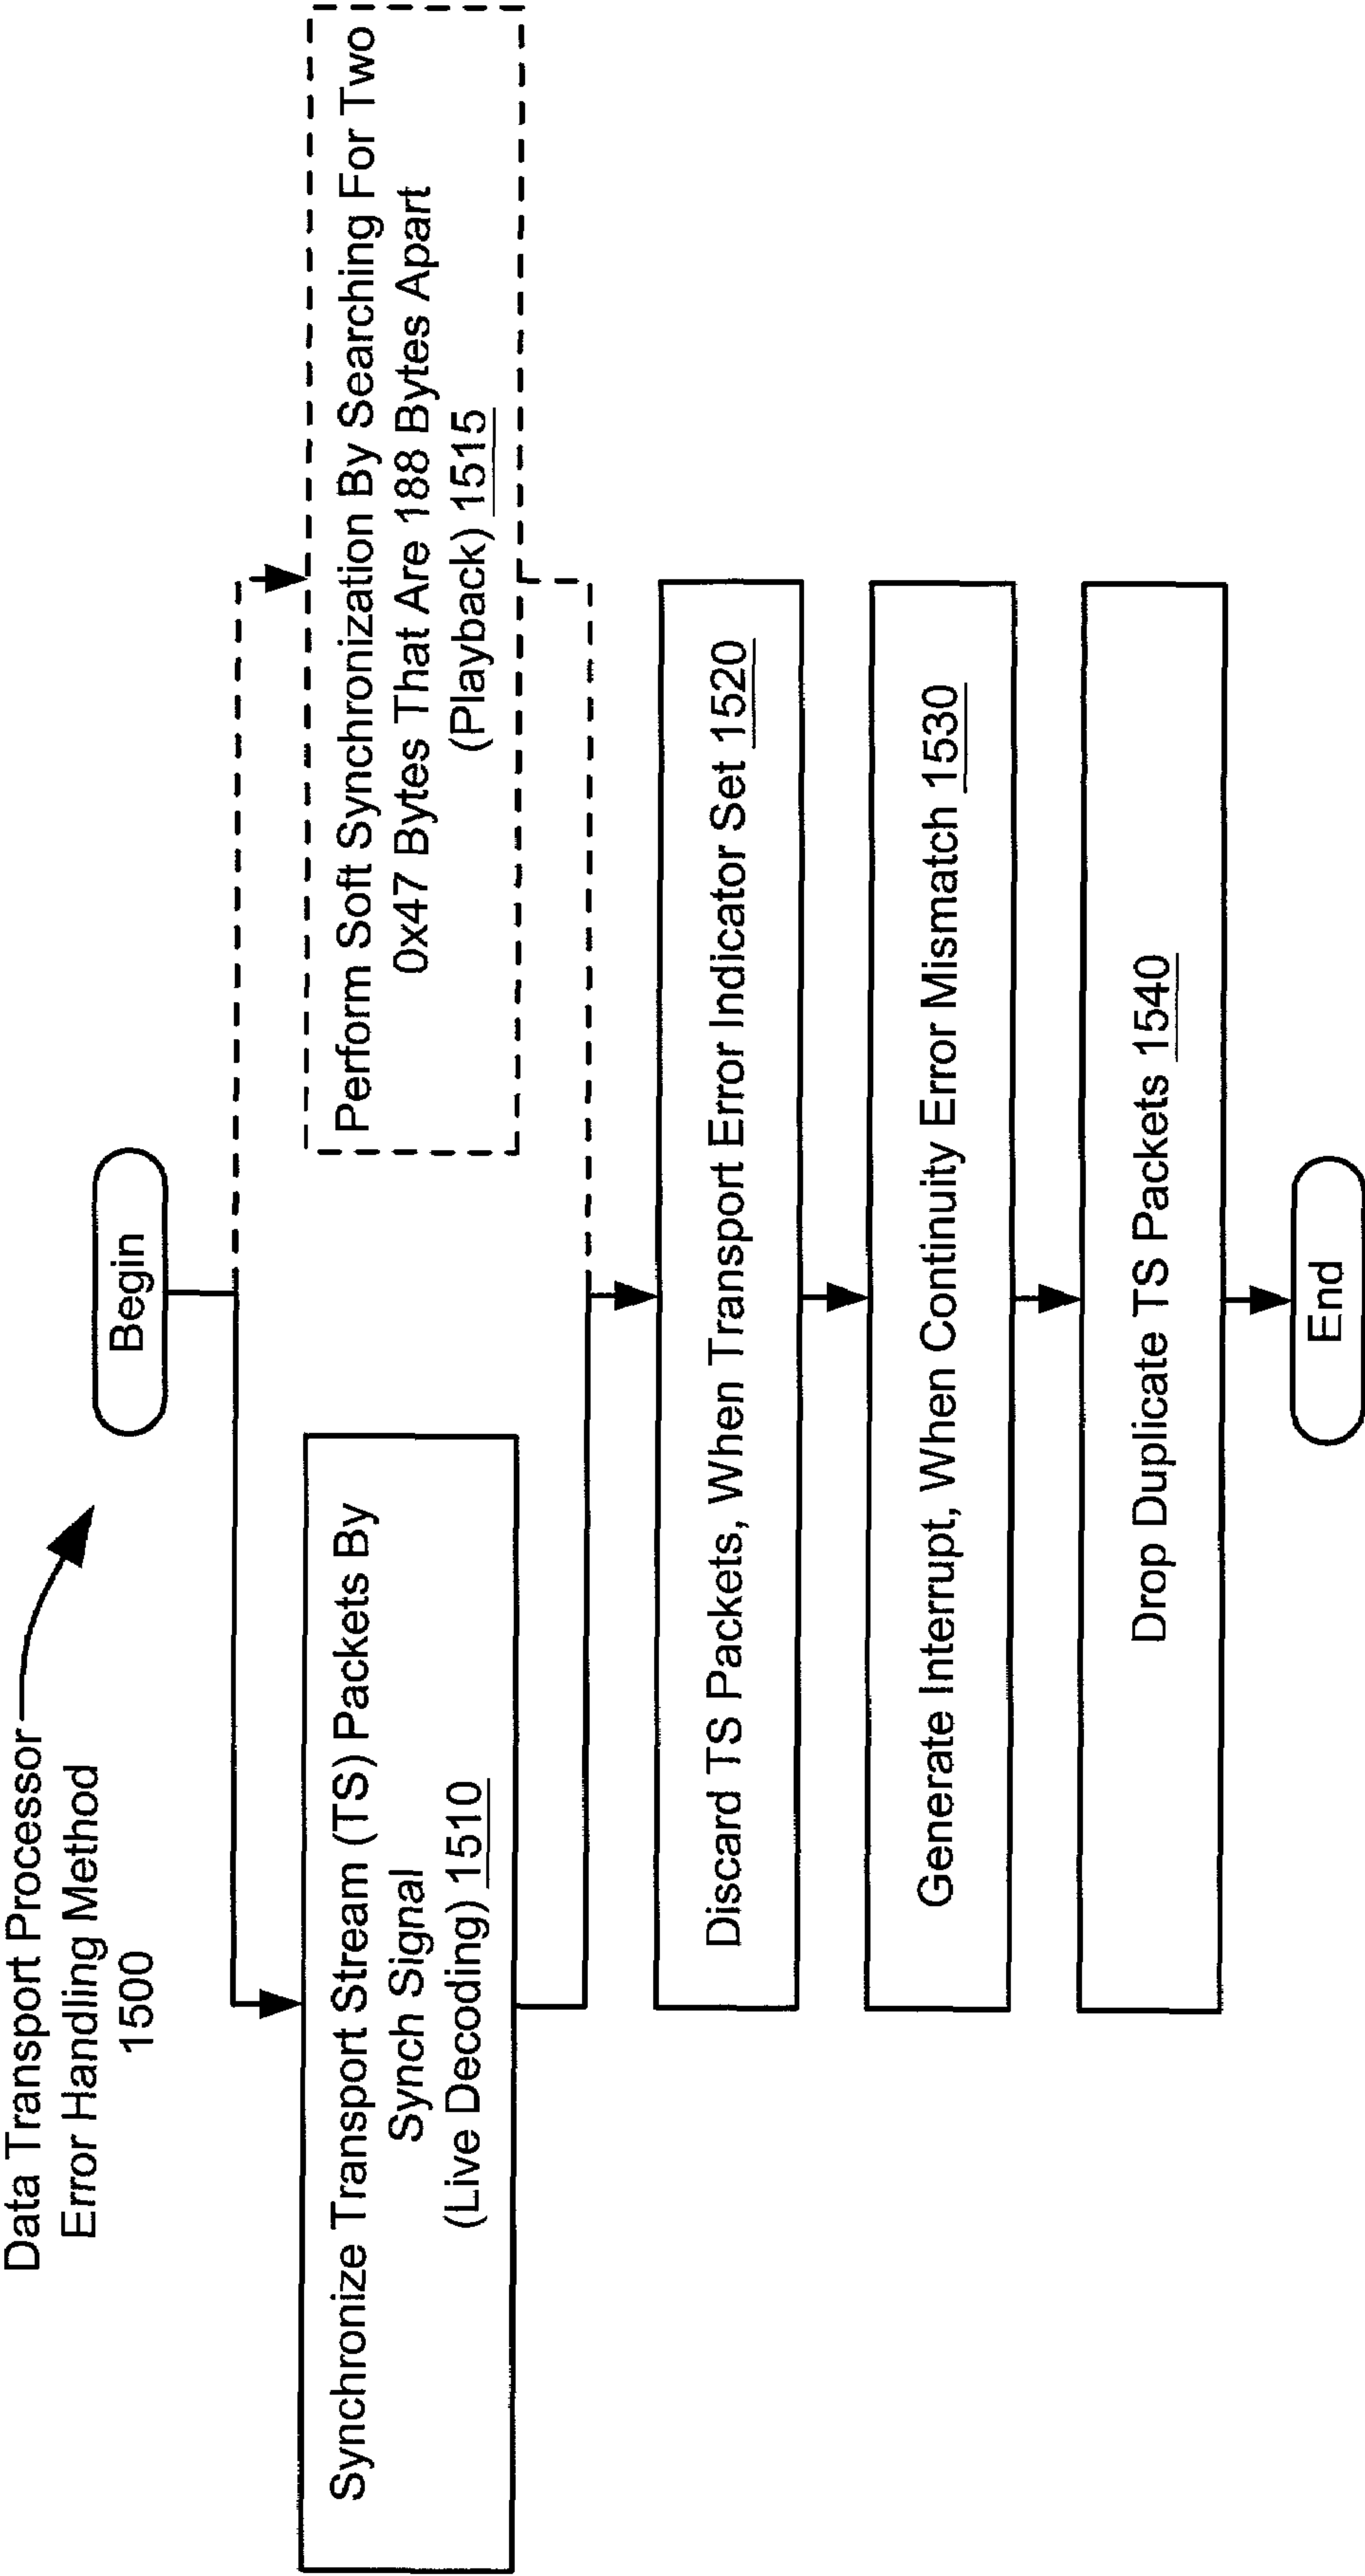 Data Transport Processor
Error Handling Method
1500
Begin
Synchronize Transport Stream (TS) Packets By
Synch Signal
(Live Decoding) 1510
Perform Soft Synchronization By Searching For Two
0x47 Bytes That Are 188 Bytes Apart
(Playback) 1515
Discard TS Packets, When Transport Error Indicator Set 1520
Generate Interrupt, When Continuity Error Mismatch 1530
Drop Duplicate TS Packets 1540
End